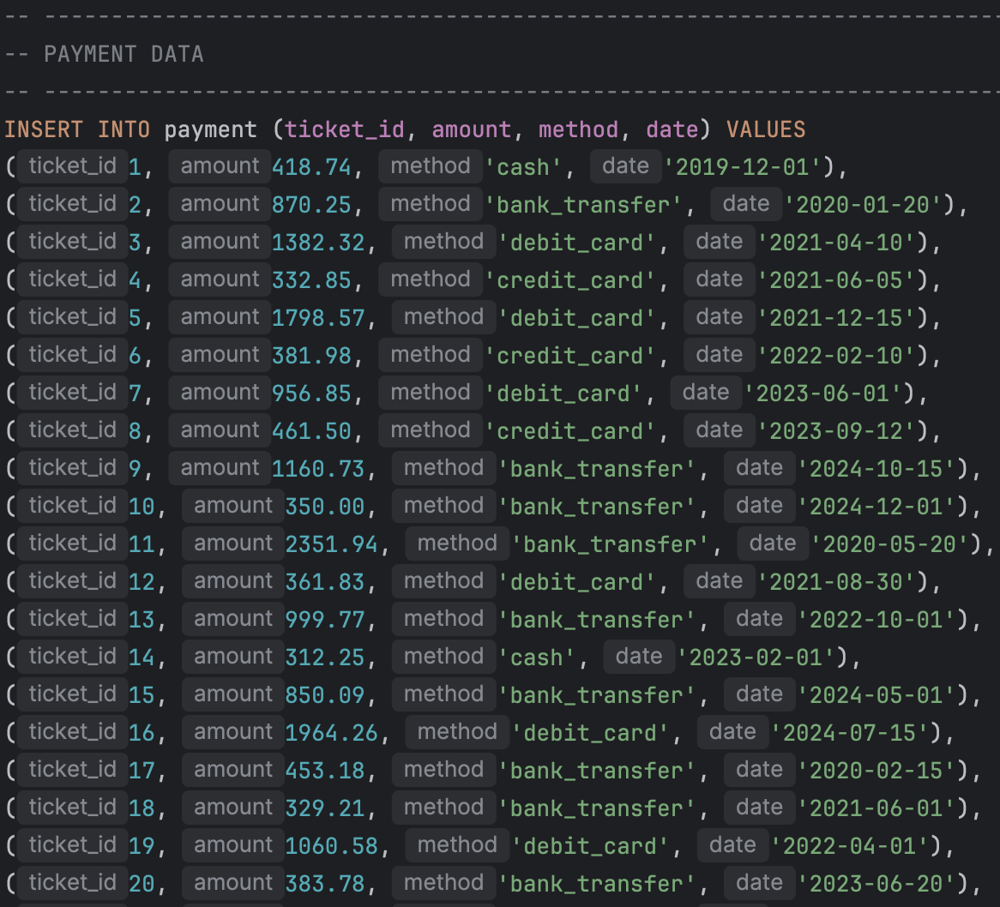 -- -----------------------------------------------------------------------
-- PAYMENT DATA
-- -----------------------------------------------------------------------
INSERT INTO payment (ticket_id, amount, method, date) VALUES
( ticket_id 1, amount 418.74, method 'cash', date '2019-12-01'),
( ticket_id 2, amount 870.25, method 'bank_transfer', date '2020-01-20'),
( ticket_id 3, amount 1382.32, method 'debit_card', date '2021-04-10'),
( ticket_id 4, amount 332.85, method 'credit_card', date '2021-06-05'),
( ticket_id 5, amount 1798.57, method 'debit_card', date '2021-12-15'),
( ticket_id 6, amount 381.98, method 'credit_card', date '2022-02-10'),
( ticket_id 7, amount 956.85, method 'debit_card', date '2023-06-01'),
( ticket_id 8, amount 461.50, method 'credit_card', date '2023-09-12'),
( ticket_id 9, amount 1160.73, method 'bank_transfer', date '2024-10-15'),
( ticket_id 10, amount 350.00, method 'bank_transfer', date '2024-12-01'),
( ticket_id 11, amount 2351.94, method 'bank_transfer', date '2020-05-20'),
( ticket_id 12, amount 361.83, method 'debit_card', date '2021-08-30'),
( ticket_id 13, amount 999.77, method 'bank_transfer', date '2022-10-01'),
( ticket_id 14, amount 312.25, method 'cash', date '2023-02-01'),
( ticket_id 15, amount 850.09, method 'bank_transfer', date '2024-05-01'),
( ticket_id 16, amount 1964.26, method 'debit_card', date '2024-07-15'),
( ticket_id 17, amount 453.18, method 'bank_transfer', date '2020-02-15'),
( ticket_id 18, amount 329.21, method 'bank_transfer', date '2021-06-01'),
( ticket_id 19, amount 1060.58, method 'debit_card', date '2022-04-01'),
( ticket_id 20, amount 383.78, method 'bank_transfer', date '2023-06-20'),